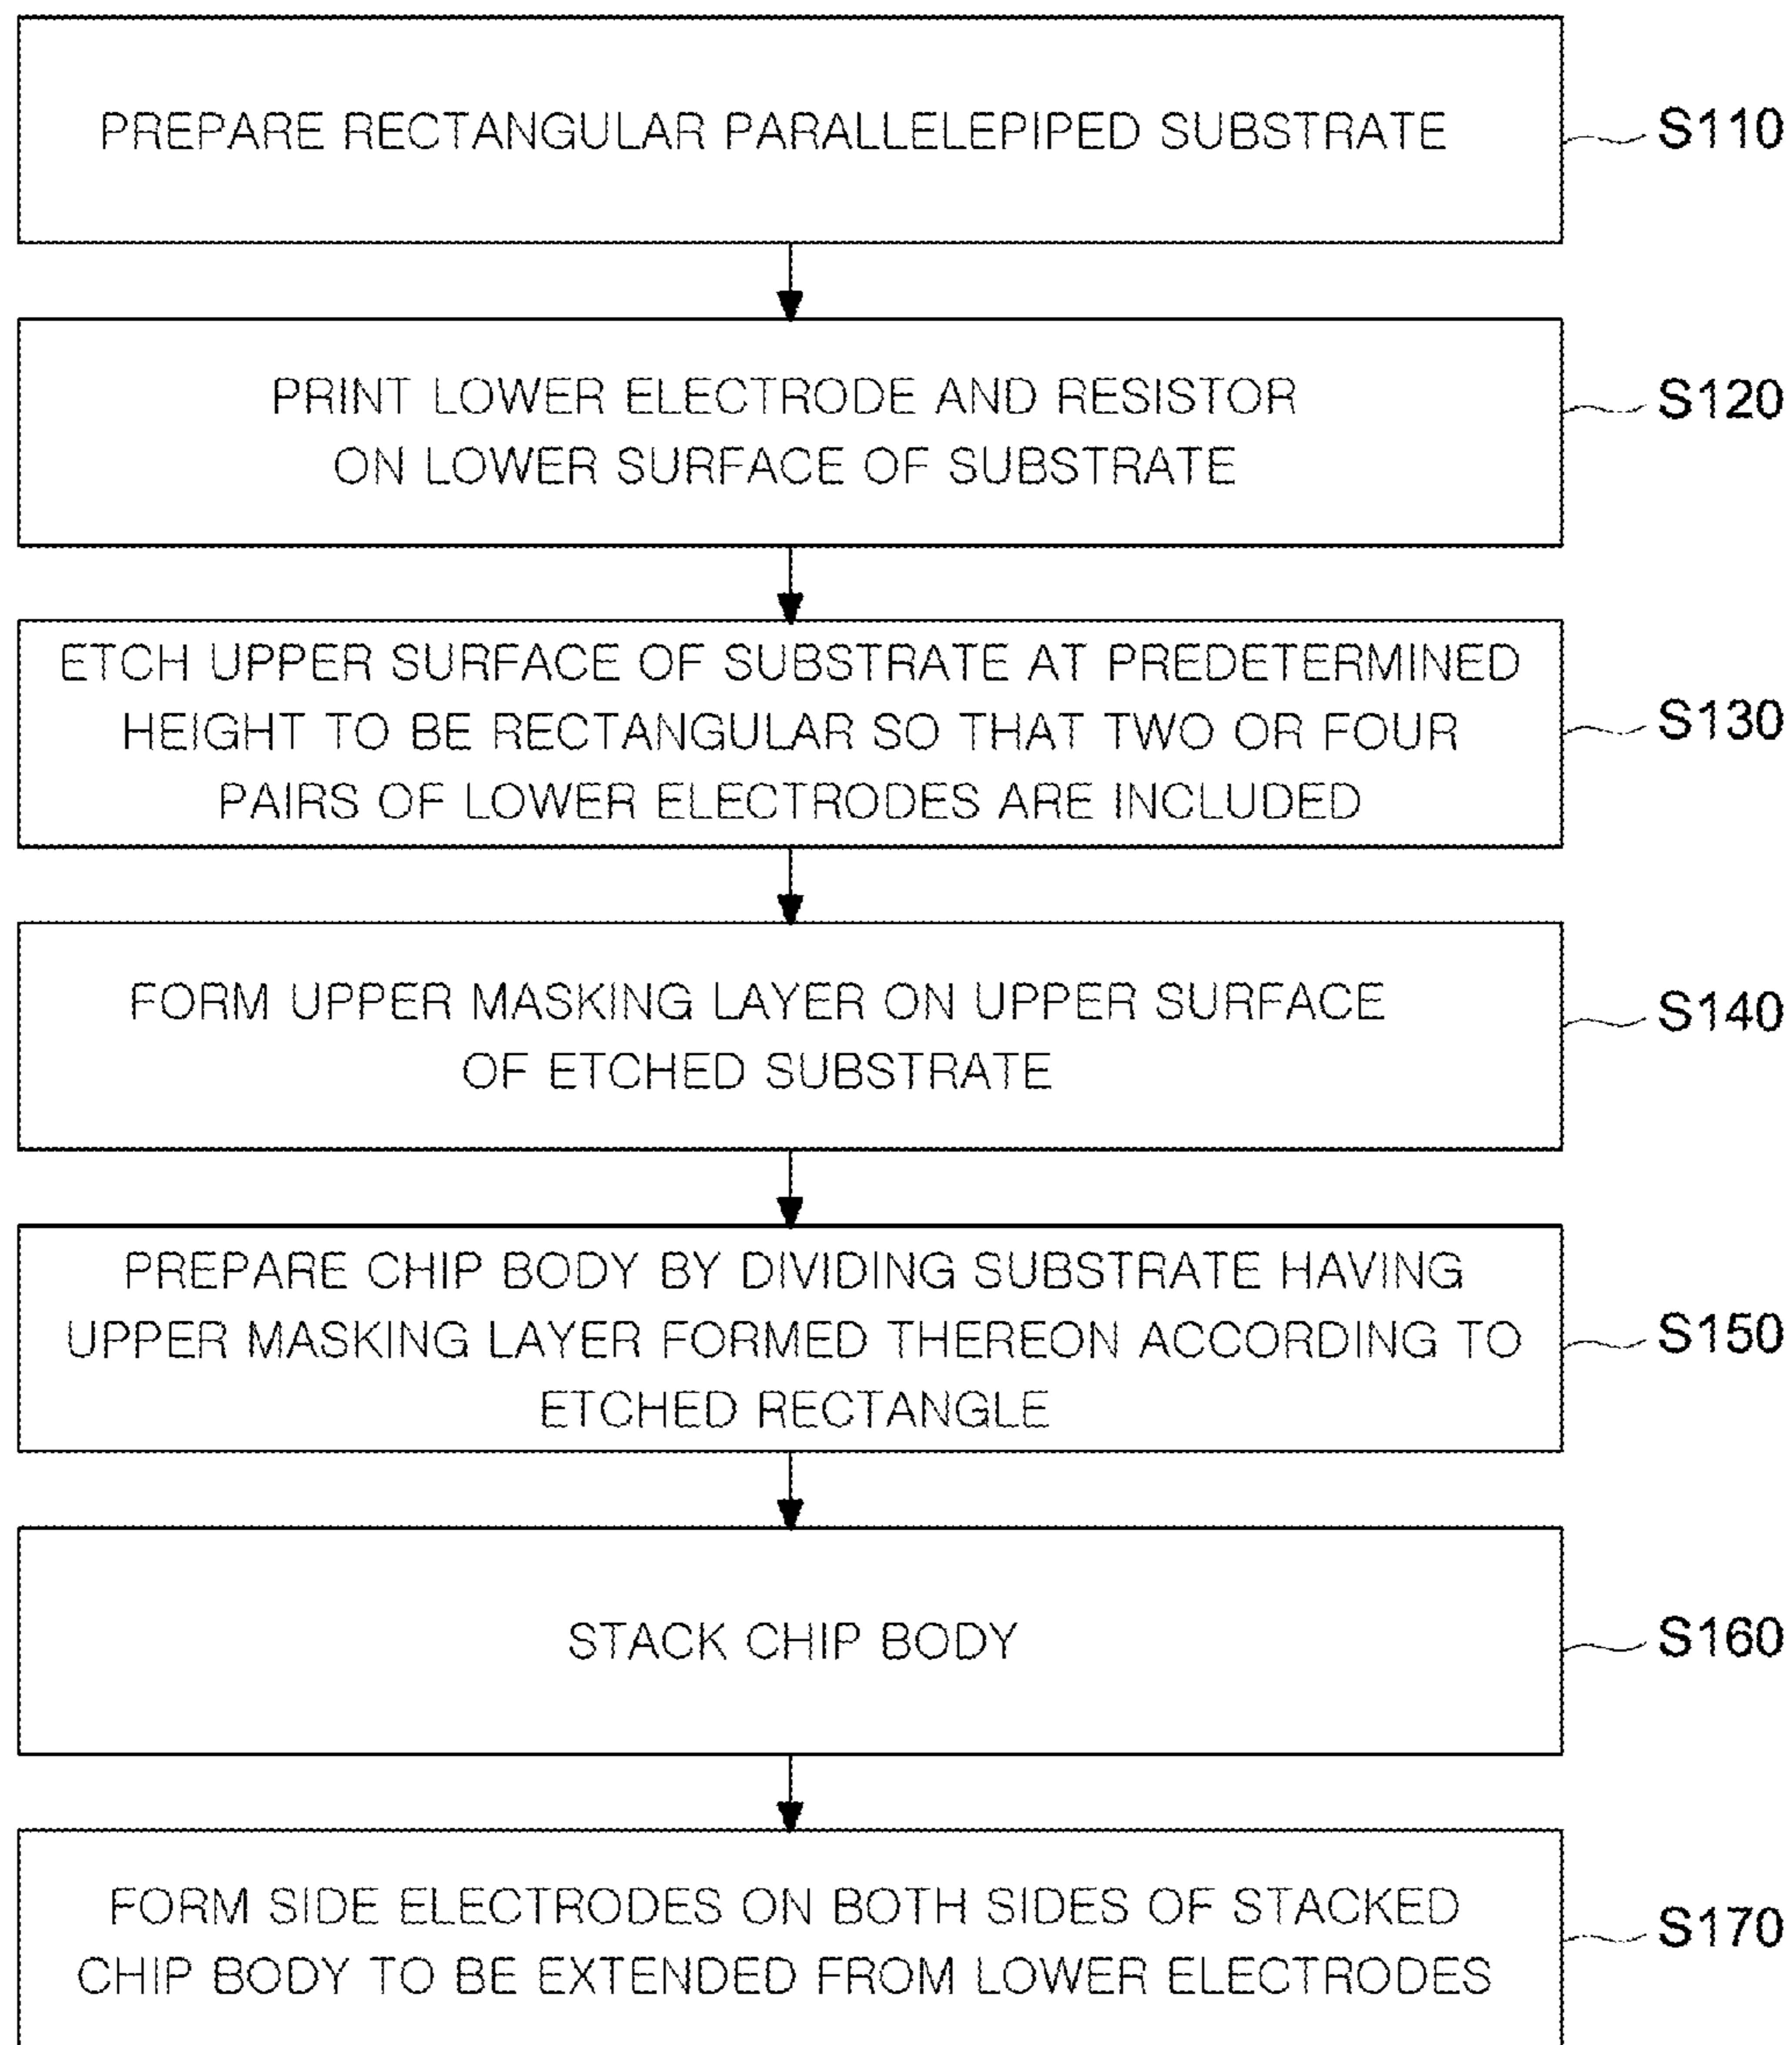 PREPARE RECTANGULAR PARALLELEPIPED SUBSTRATE
S110
PRINT LOWER ELECTRODE AND RESISTOR
ON LOWER SURFACE OF SUBSTRATE
S120
ETCH UPPER SURFACE OF SUBSTRATE AT PREDETERMINED
HEIGHT TO BE RECTANGULAR SO THAT TWO OR FOUR
PAIRS OF LOWER ELECTRODES ARE INCLUDED
S130
FORM UPPER MASKING LAYER ON UPPER SURFACE
OF ETCHED SUBSTRATE
S140
PREPARE CHIP BODY BY DIVIDING SUBSTRATE HAVING
UPPER MASKING LAYER FORMED THEREON ACCORDING TO
ETCHED RECTANGLE
S150
STACK CHIP BODY
S160
FORM SIDE ELECTRODES ON BOTH SIDES OF STACKED
CHIP BODY TO BE EXTENDED FROM LOWER ELECTRODES
S170